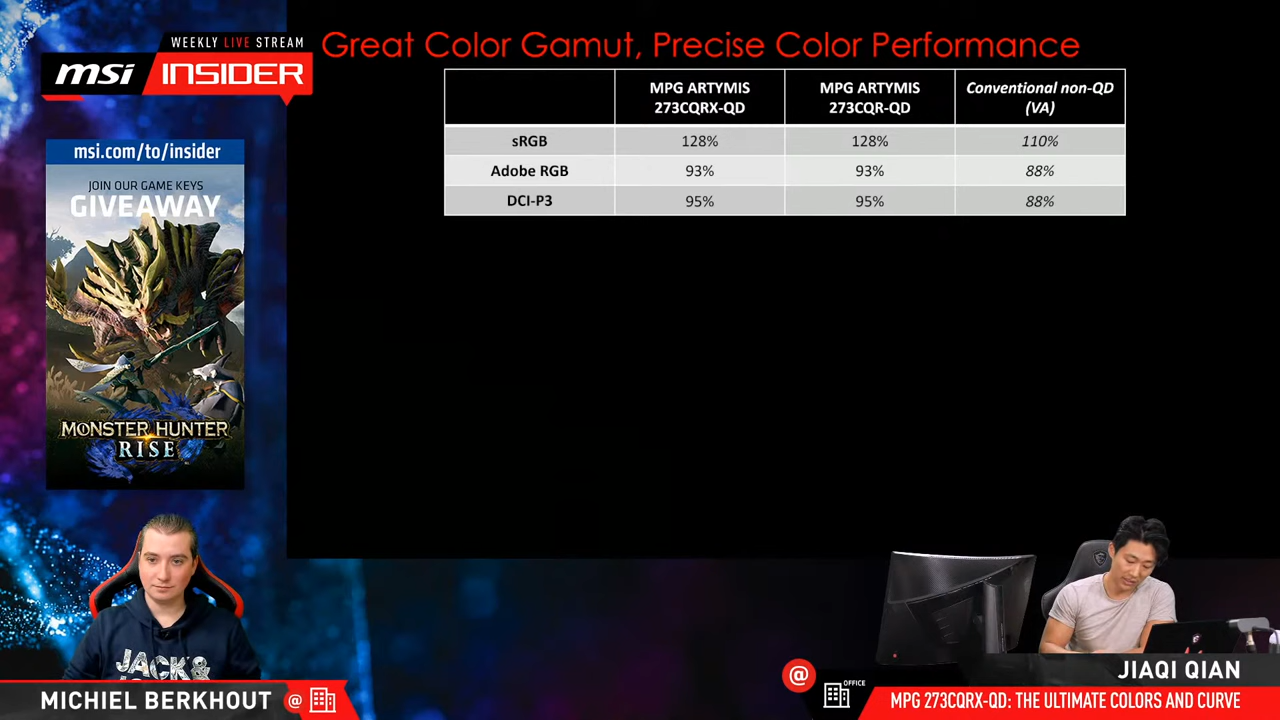 WEEKLY LIVE STREAM
msi INSIDER
msi.com/to/insider
JOIN OUR GAME KEYS
GIVEAWAY
MONSTER HUNTER
RISE
Great Color Gamut, Precise Color Performance
MPG ARTYMIS 273CQRX-QD
MPG ARTYMIS 273CQR-QD
Conventional non-QD (VA)
sRGB 128% 128% 110%
Adobe RGB 93% 93% 88%
DCI-P3 95% 95% 88%
JACK&
MICHIEL BERKHOUT @
@ OFFICE
JIAQI QIAN
MPG 273CQRX-QD: THE ULTIMATE COLORS AND CURVE